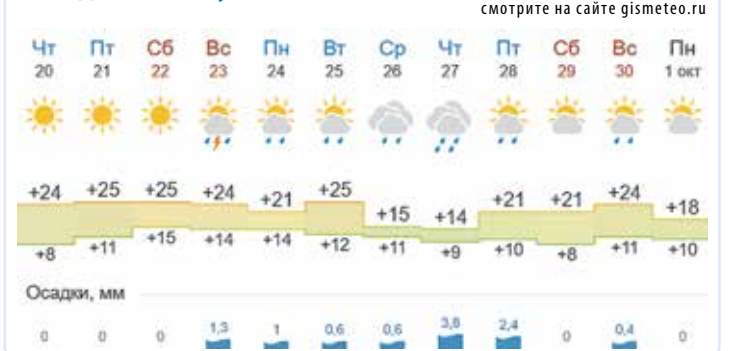 смотрите на сайте gismeteo.ru
Чт Пт Сб Вс Пн Вт Ср Чт Пт Сб Вс Пн
20 21 22 23 24 25 26 27 28 29 30 1 окт
+24 +25 +25 +24 +21 +25 +15 +14 +21 +21 +24 +18
+8 +11 +15 +14 +14 +12 +11 +9 +10 +8 +11 +10
Осадки, мм
0 0 0 1,3 1 0,6 0,6 3,8 2,4 0 0,4 0